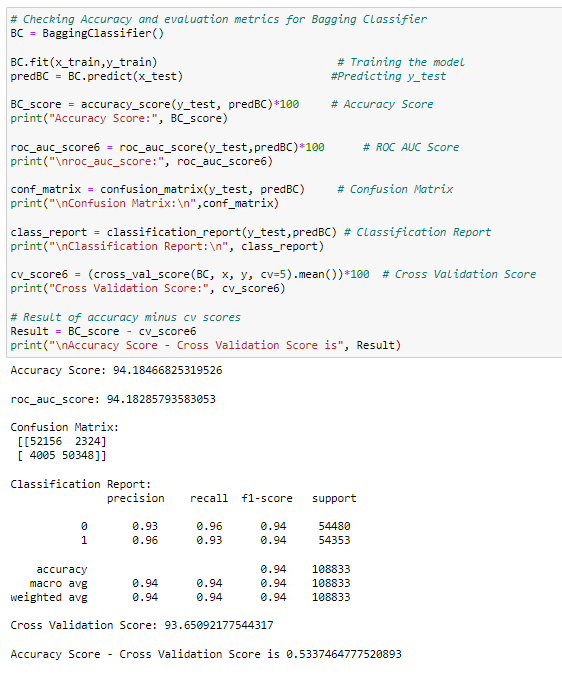 # Checking Accuracy and evaluation metrics for Bagging Classifier
BC = BaggingClassifier()
BC.fit(x_train,y_train) # Training the model
predBC = BC.predict(x_test) #Predicting y_test
BC_score = accuracy_score(y_test, predBC)*100 # Accuracy Score
print("Accuracy Score:", BC_score)
roc_auc_score6 = roc_auc_score(y_test,predBC)*100 # ROC AUC Score
print("\nroc_auc_score:", roc_auc_score6)
conf_matrix = confusion_matrix(y_test, predBC) # Confusion Matrix
print("\nConfusion Matrix:\n",conf_matrix)
class_report = classification_report(y_test,predBC) # Classification Report
print("\nClassification Report:\n", class_report)
cv_score6 = (cross_val_score(BC, x, y, cv=5).mean())*100 # Cross Validation Score
print("Cross Validation Score:", cv_score6)
# Result of accuracy minus cv scores
Result = BC_score - cv_score6
print("\nAccuracy Score - Cross Validation Score is", Result)
Accuracy Score: 94.18466825319526
roc_auc_score: 94.18285793583053
Confusion Matrix:
[[52156 2324]
[ 4005 50348]]
Classification Report:
precision recall f1-score support
0 0.93 0.96 0.94 54480
1 0.96 0.93 0.94 54353
accuracy 0.94 108833
macro avg 0.94 0.94 0.94 108833
weighted avg 0.94 0.94 0.94 108833
Cross Validation Score: 93.65092177544317
Accuracy Score - Cross Validation Score is 0.5337464777520893